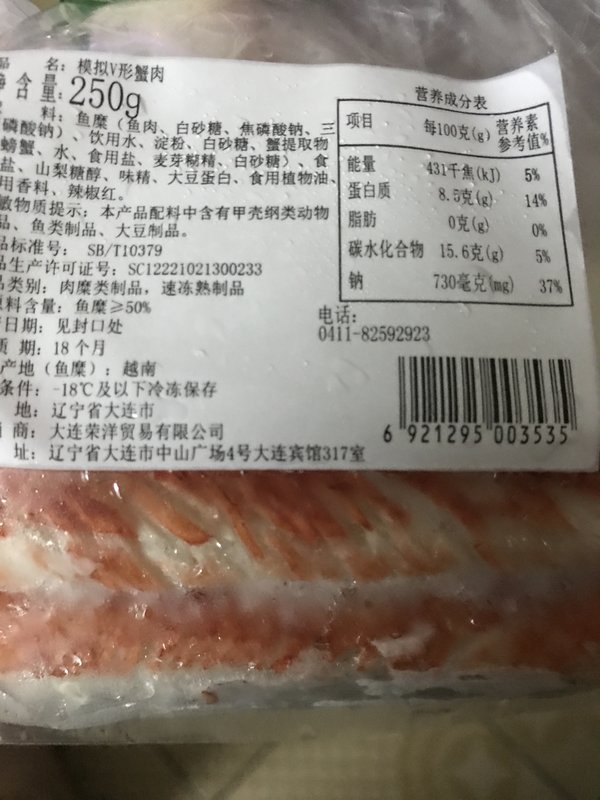 名：模拟V形蟹肉
净含量：250g
料：鱼糜（鱼肉、白砂糖、焦磷酸钠、三
磷酸钠）、饮用水、淀粉、白砂糖、蟹提取物
螃蟹、水、食用盐、麦芽糊精、白砂糖）、食
盐、山梨糖醇、味精、大豆蛋白、食用植物油、
用香料、辣椒红。
敏物质提示：本产品配料中含有甲壳纲类动物
品、鱼类制品、大豆制品。
品标准号：SB/T10379
品生产许可证号：SC12221021300233
品类别：肉糜类制品，速冻熟制品
料含量：鱼糜≥50%
日期：见封口处
质 期：18个月
产地（鱼糜）：越南
条件：-18℃及以下冷冻保存
地：辽宁省大连市
商：大连荣洋贸易有限公司
址：辽宁省大连市中山广场4号大连宾馆317室
营养成分表
项目 每100克(g) 营养素参考值%
能量 431千焦(kJ) 5%
蛋白质 8.5克(g) 14%
脂肪 0克(g) 0%
碳水化合物 15.6克(g) 5%
钠 730毫克(mg) 37%
电话：
0411-82592923
6 921295 003535